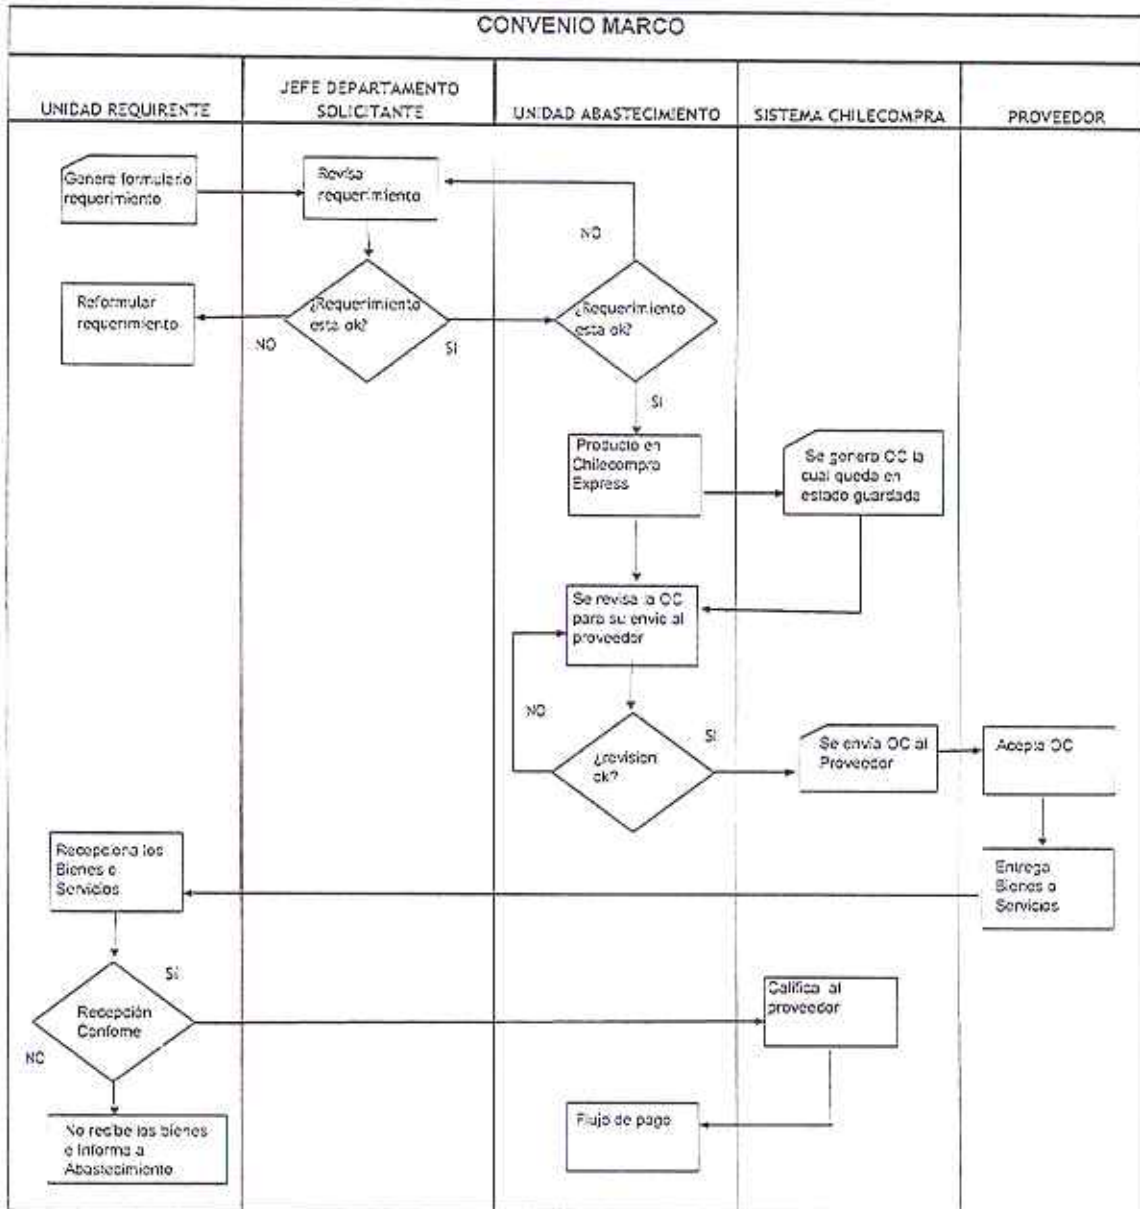 CONVENIO MARCO
UNIDAD REQUIRENTE
JEFE DEPARTAMENTO
SOLICITANTE
UNIDAD ABASTECIMIENTO
SISTEMA CHILECOMPRA
PROVEEDOR
Genera formulario
requerimiento
Revisa
requerimiento
NO
Reformular
requerimiento
¿Requerimiento
esta ok?
NO
SI
¿Requerimiento
esta ok?
SI
Producto en
Chilecompra
Express
Se genera OC la
cual queda en
estado guardada
Se revisa la OC
para su envio al
proveedor
NO
SI
¿revision
ok?
Se envía OC al
Proveedor
Acepta OC
Recepciona los
Bienes o
Servicios
Entrega
Bienes o
Servicios
SI
Recepción
Conforme
NO
Califica al
proveedor
Flujo de pago
No recibe los bienes
e Informa a
Abastecimiento